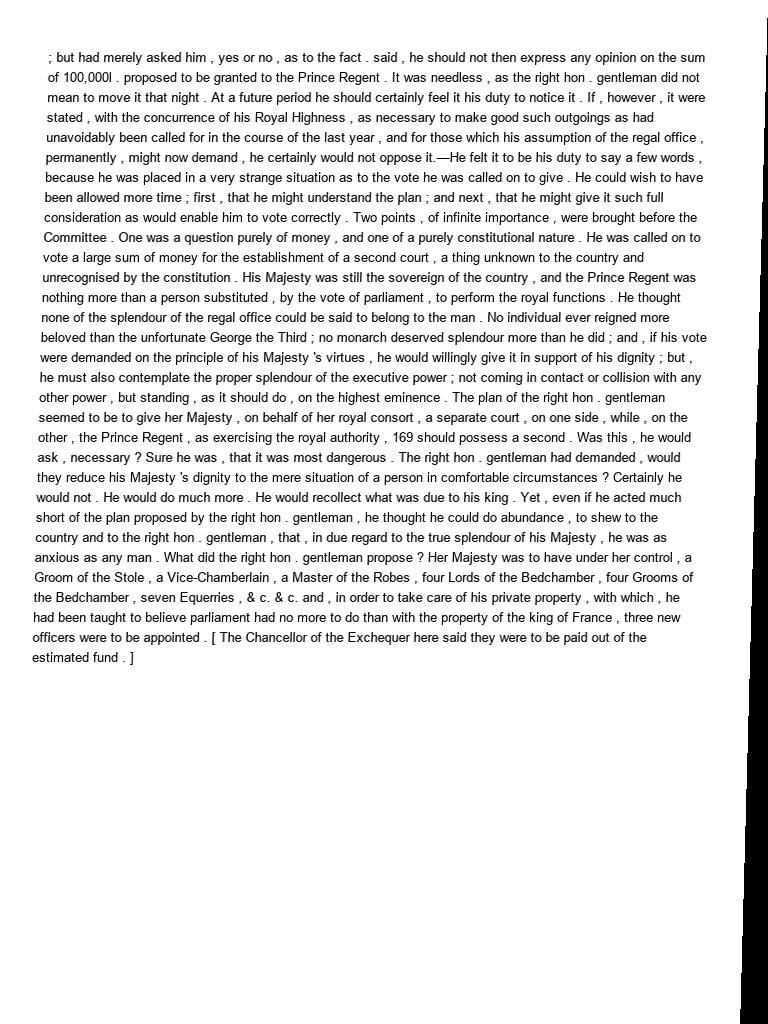 ; but had merely asked him , yes or no , as to the fact . said , he should not then express any opinion on the sum
of 100,000l . proposed to be granted to the Prince Regent . It was needless , as the right hon . gentleman did not
mean to move it that night . At a future period he should certainly feel it his duty to notice it . If , however , it were
stated , with the concurrence of his Royal Highness , as necessary to make good such outgoings as had
unavoidably been called for in the course of the last year , and for those which his assumption of the regal office ,
permanently , might now demand , he certainly would not oppose it.—He felt it to be his duty to say a few words ,
because he was placed in a very strange situation as to the vote he was called on to give . He could wish to have
been allowed more time ; first , that he might understand the plan ; and next , that he might give it such full
consideration as would enable him to vote correctly . Two points , of infinite importance , were brought before the
Committee . One was a question purely of money , and one of a purely constitutional nature . He was called on to
vote a large sum of money for the establishment of a second court , a thing unknown to the country and
unrecognised by the constitution . His Majesty was still the sovereign of the country , and the Prince Regent was
nothing more than a person substituted , by the vote of parliament , to perform the royal functions . He thought
none of the splendour of the regal office could be said to belong to the man . No individual ever reigned more
beloved than the unfortunate George the Third ; no monarch deserved splendour more than he did ; and , if his vote
were demanded on the principle of his Majesty 's virtues , he would willingly give it in support of his dignity ; but ,
he must also contemplate the proper splendour of the executive power ; not coming in contact or collision with any
other power , but standing , as it should do , on the highest eminence . The plan of the right hon . gentleman
seemed to be to give her Majesty , on behalf of her royal consort , a separate court , on one side , while , on the
other , the Prince Regent , as exercising the royal authority , 169 should possess a second . Was this , he would
ask , necessary ? Sure he was , that it was most dangerous . The right hon . gentleman had demanded , would
they reduce his Majesty 's dignity to the mere situation of a person in comfortable circumstances ? Certainly he
would not . He would do much more . He would recollect what was due to his king . Yet , even if he acted much
short of the plan proposed by the right hon . gentleman , he thought he could do abundance , to shew to the
country and to the right hon . gentleman , that , in due regard to the true splendour of his Majesty , he was as
anxious as any man . What did the right hon . gentleman propose ? Her Majesty was to have under her control , a
Groom of the Stole , a Vice-Chamberlain , a Master of the Robes , four Lords of the Bedchamber , four Grooms of
the Bedchamber , seven Equerries , & c. & c. and , in order to take care of his private property , with which , he
had been taught to believe parliament had no more to do than with the property of the king of France , three new
officers were to be appointed . [ The Chancellor of the Exchequer here said they were to be paid out of the
estimated fund . ]